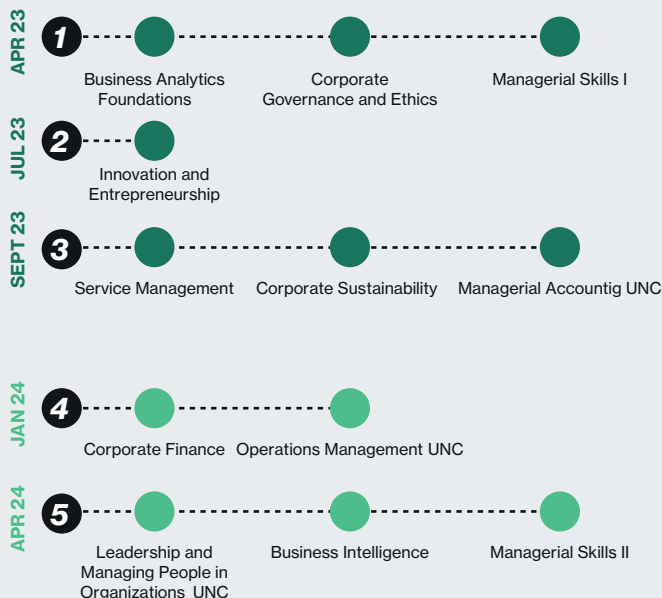 APR 23
1
Business Analytics
Foundations
Corporate
Governance and Ethics
Managerial Skills I
JUL 23
2
Innovation and
Entrepreneurship
SEPT 23
3
Service Management
Corporate Sustainability
Managerial Accountig UNC
JAN 24
4
Corporate Finance
Operations Management UNC
APR 24
5
Leadership and
Managing People in
Organizations UNC
Business Intelligence
Managerial Skills II